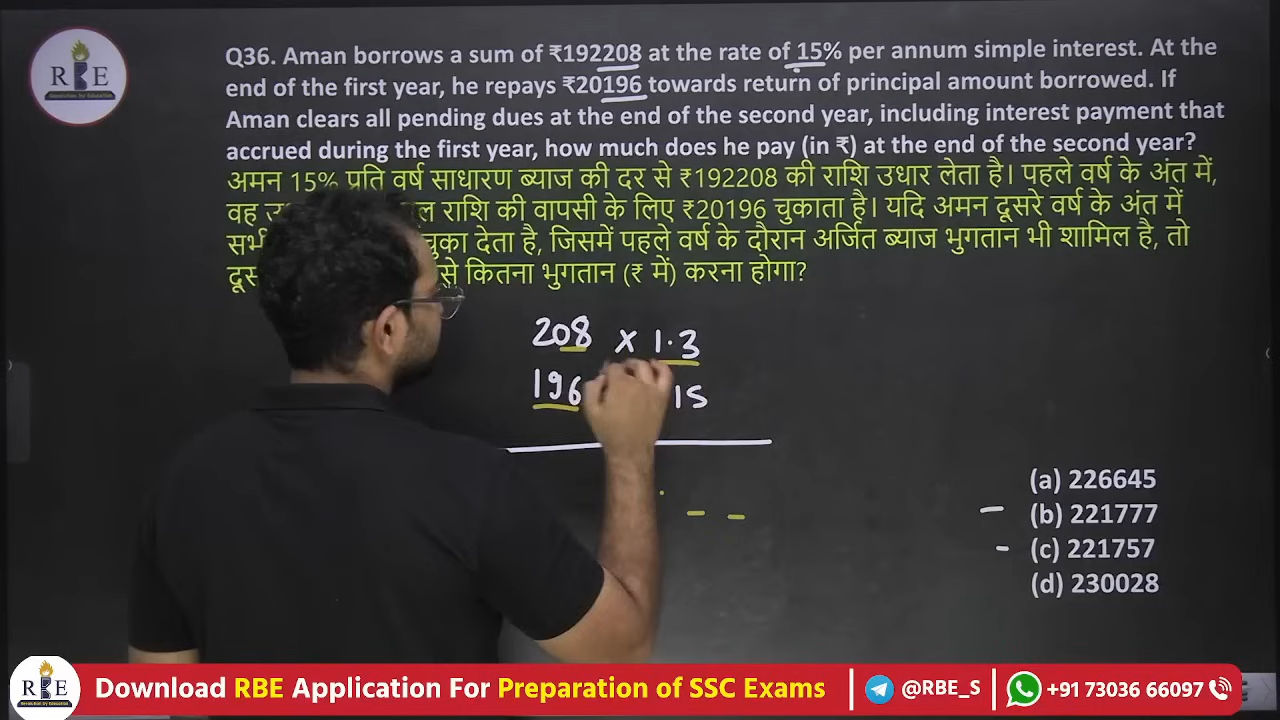 RBE
Revolution by Education
Q36. Aman borrows a sum of ₹192208 at the rate of 15% per annum simple interest. At the
end of the first year, he repays ₹20196 towards return of principal amount borrowed. If
Aman clears all pending dues at the end of the second year, including interest payment that
accrued during the first year, how much does he pay (in ₹) at the end of the second year?
अमन 15% प्रति वर्ष साधारण ब्याज की दर से ₹192208 की राशि उधार लेता है। पहले वर्ष के अंत में,
वह राशि की वापसी के लिए ₹20196 चुकाता है। यदि अमन दूसरे वर्ष के अंत में
चुका देता है, जिसमें पहले वर्ष के दौरान अर्जित ब्याज भुगतान भी शामिल है, तो
कितना भुगतान (₹ में) करना होगा?
208 × 1.3
196 15
(a) 226645
(b) 221777
(c) 221757
(d) 230028
RBE
Revolution by Education
Download RBE Application For Preparation of SSC Exams
@RBE_S
+91 73036 66097